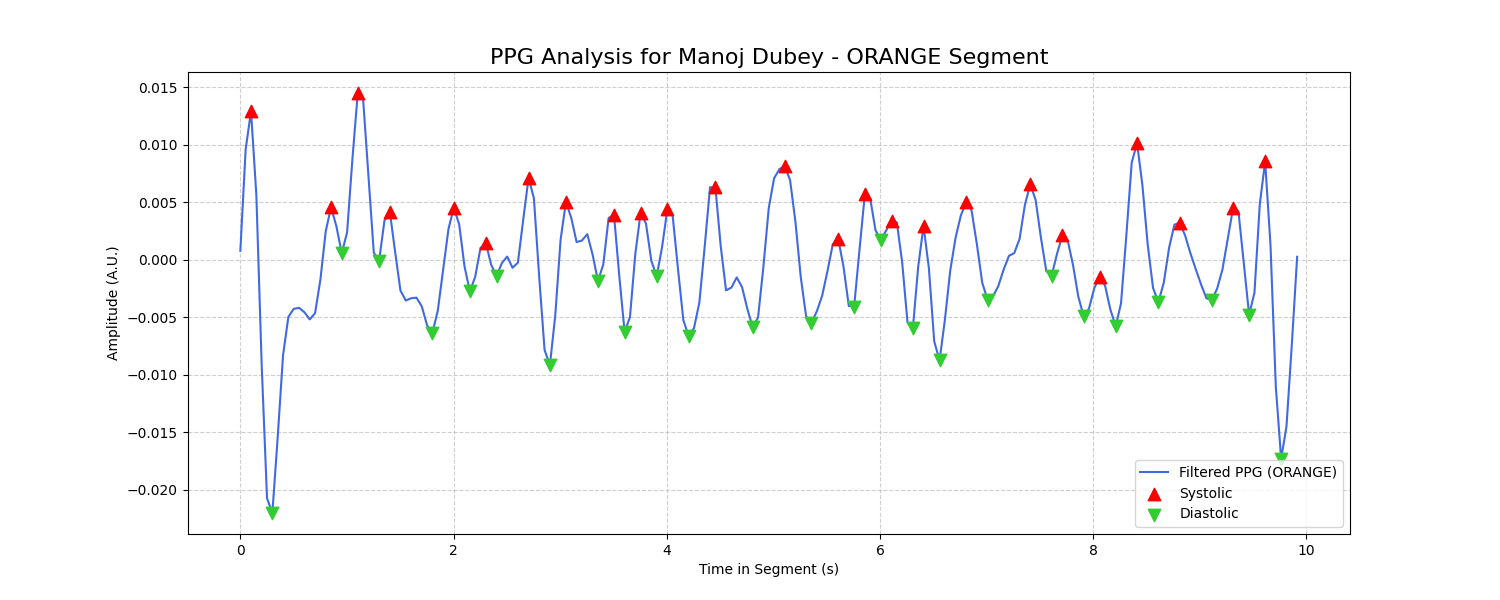 PPG Analysis for Manoj Dubey - ORANGE Segment
Amplitude (A.U.)
0.015
0.010
0.005
0.000
−0.005
−0.010
−0.015
−0.020
Filtered PPG (ORANGE)
Systolic
Diastolic
0 2 4 6 8 10
Time in Segment (s)